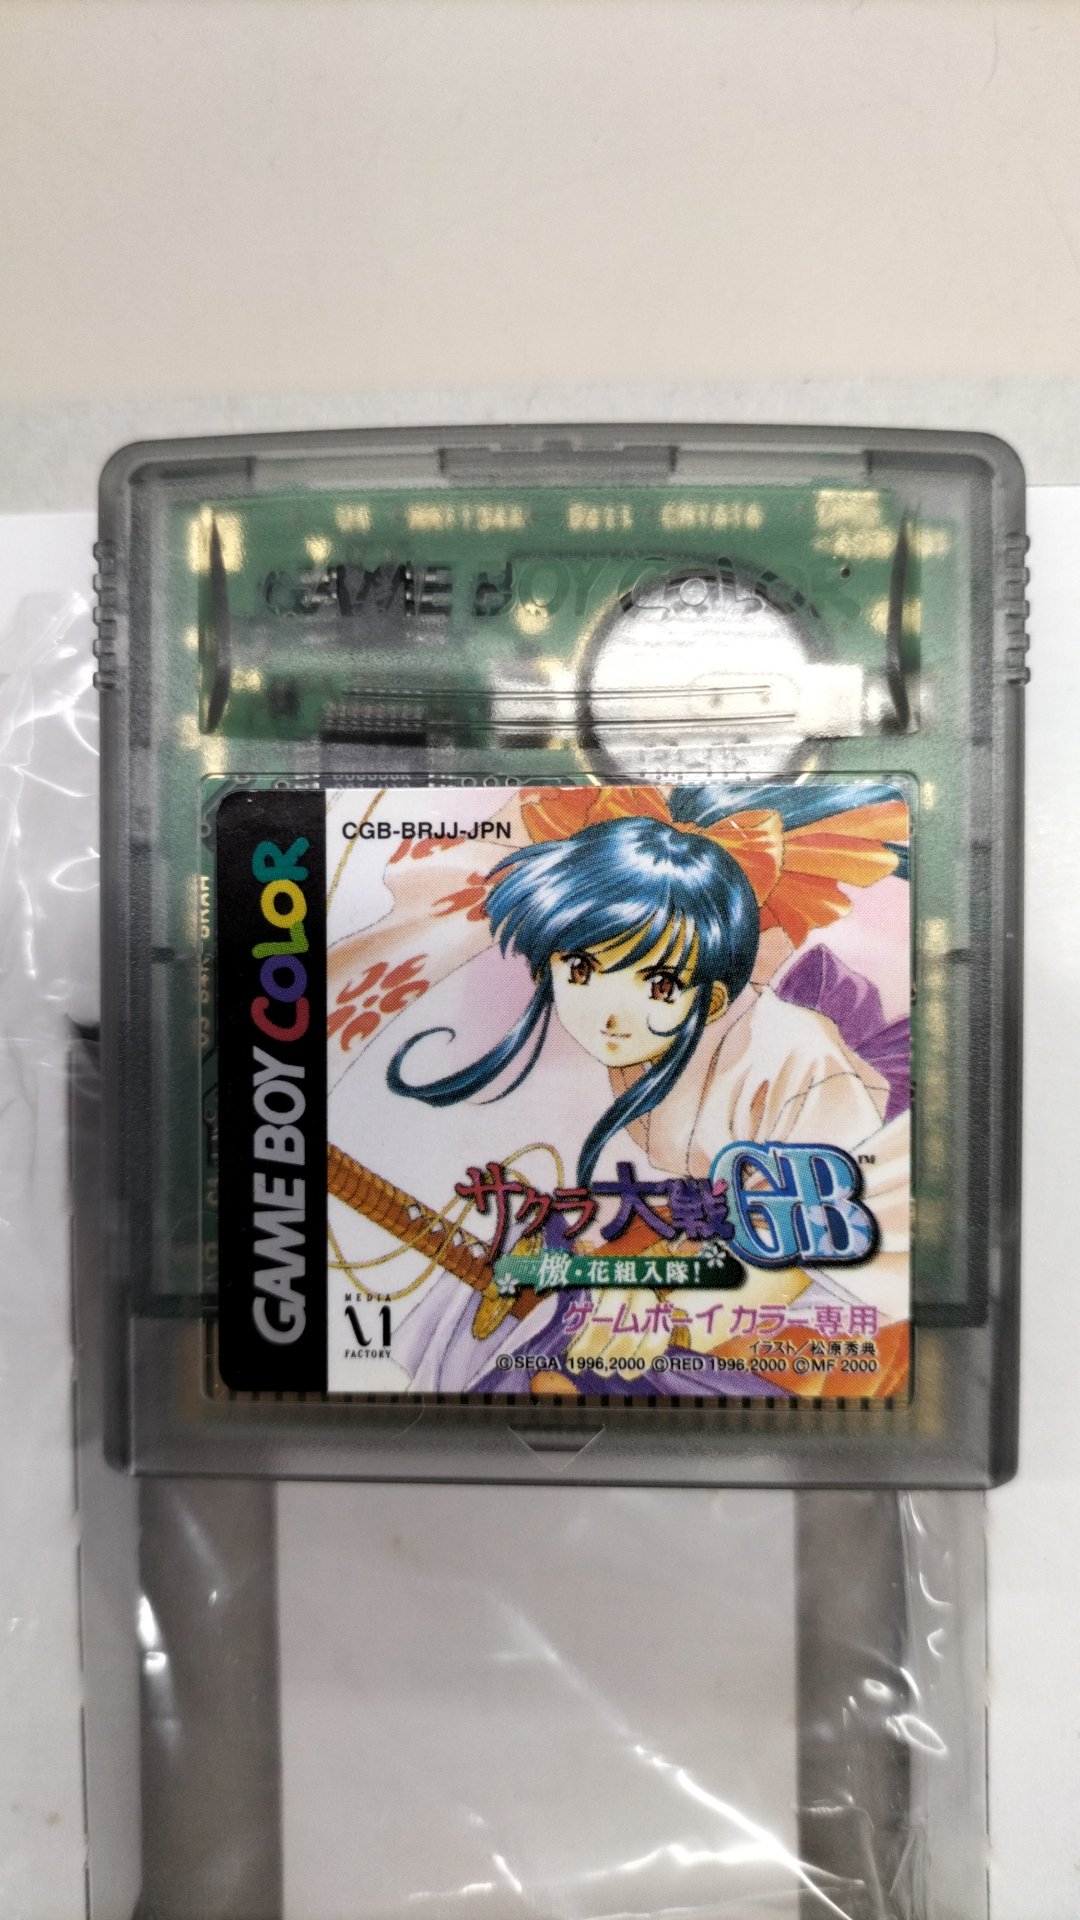 GAME BOY COLOR
GAME BOY COLOR
CGB-BRJJ-JPN
サクラ大戦GB™
檄・花組入隊!
ゲームボーイカラー専用
イラスト/松原秀典
MEDIA
FACTORY
©SEGA 1996,2000 ©RED 1996,2000 ©MF 2000